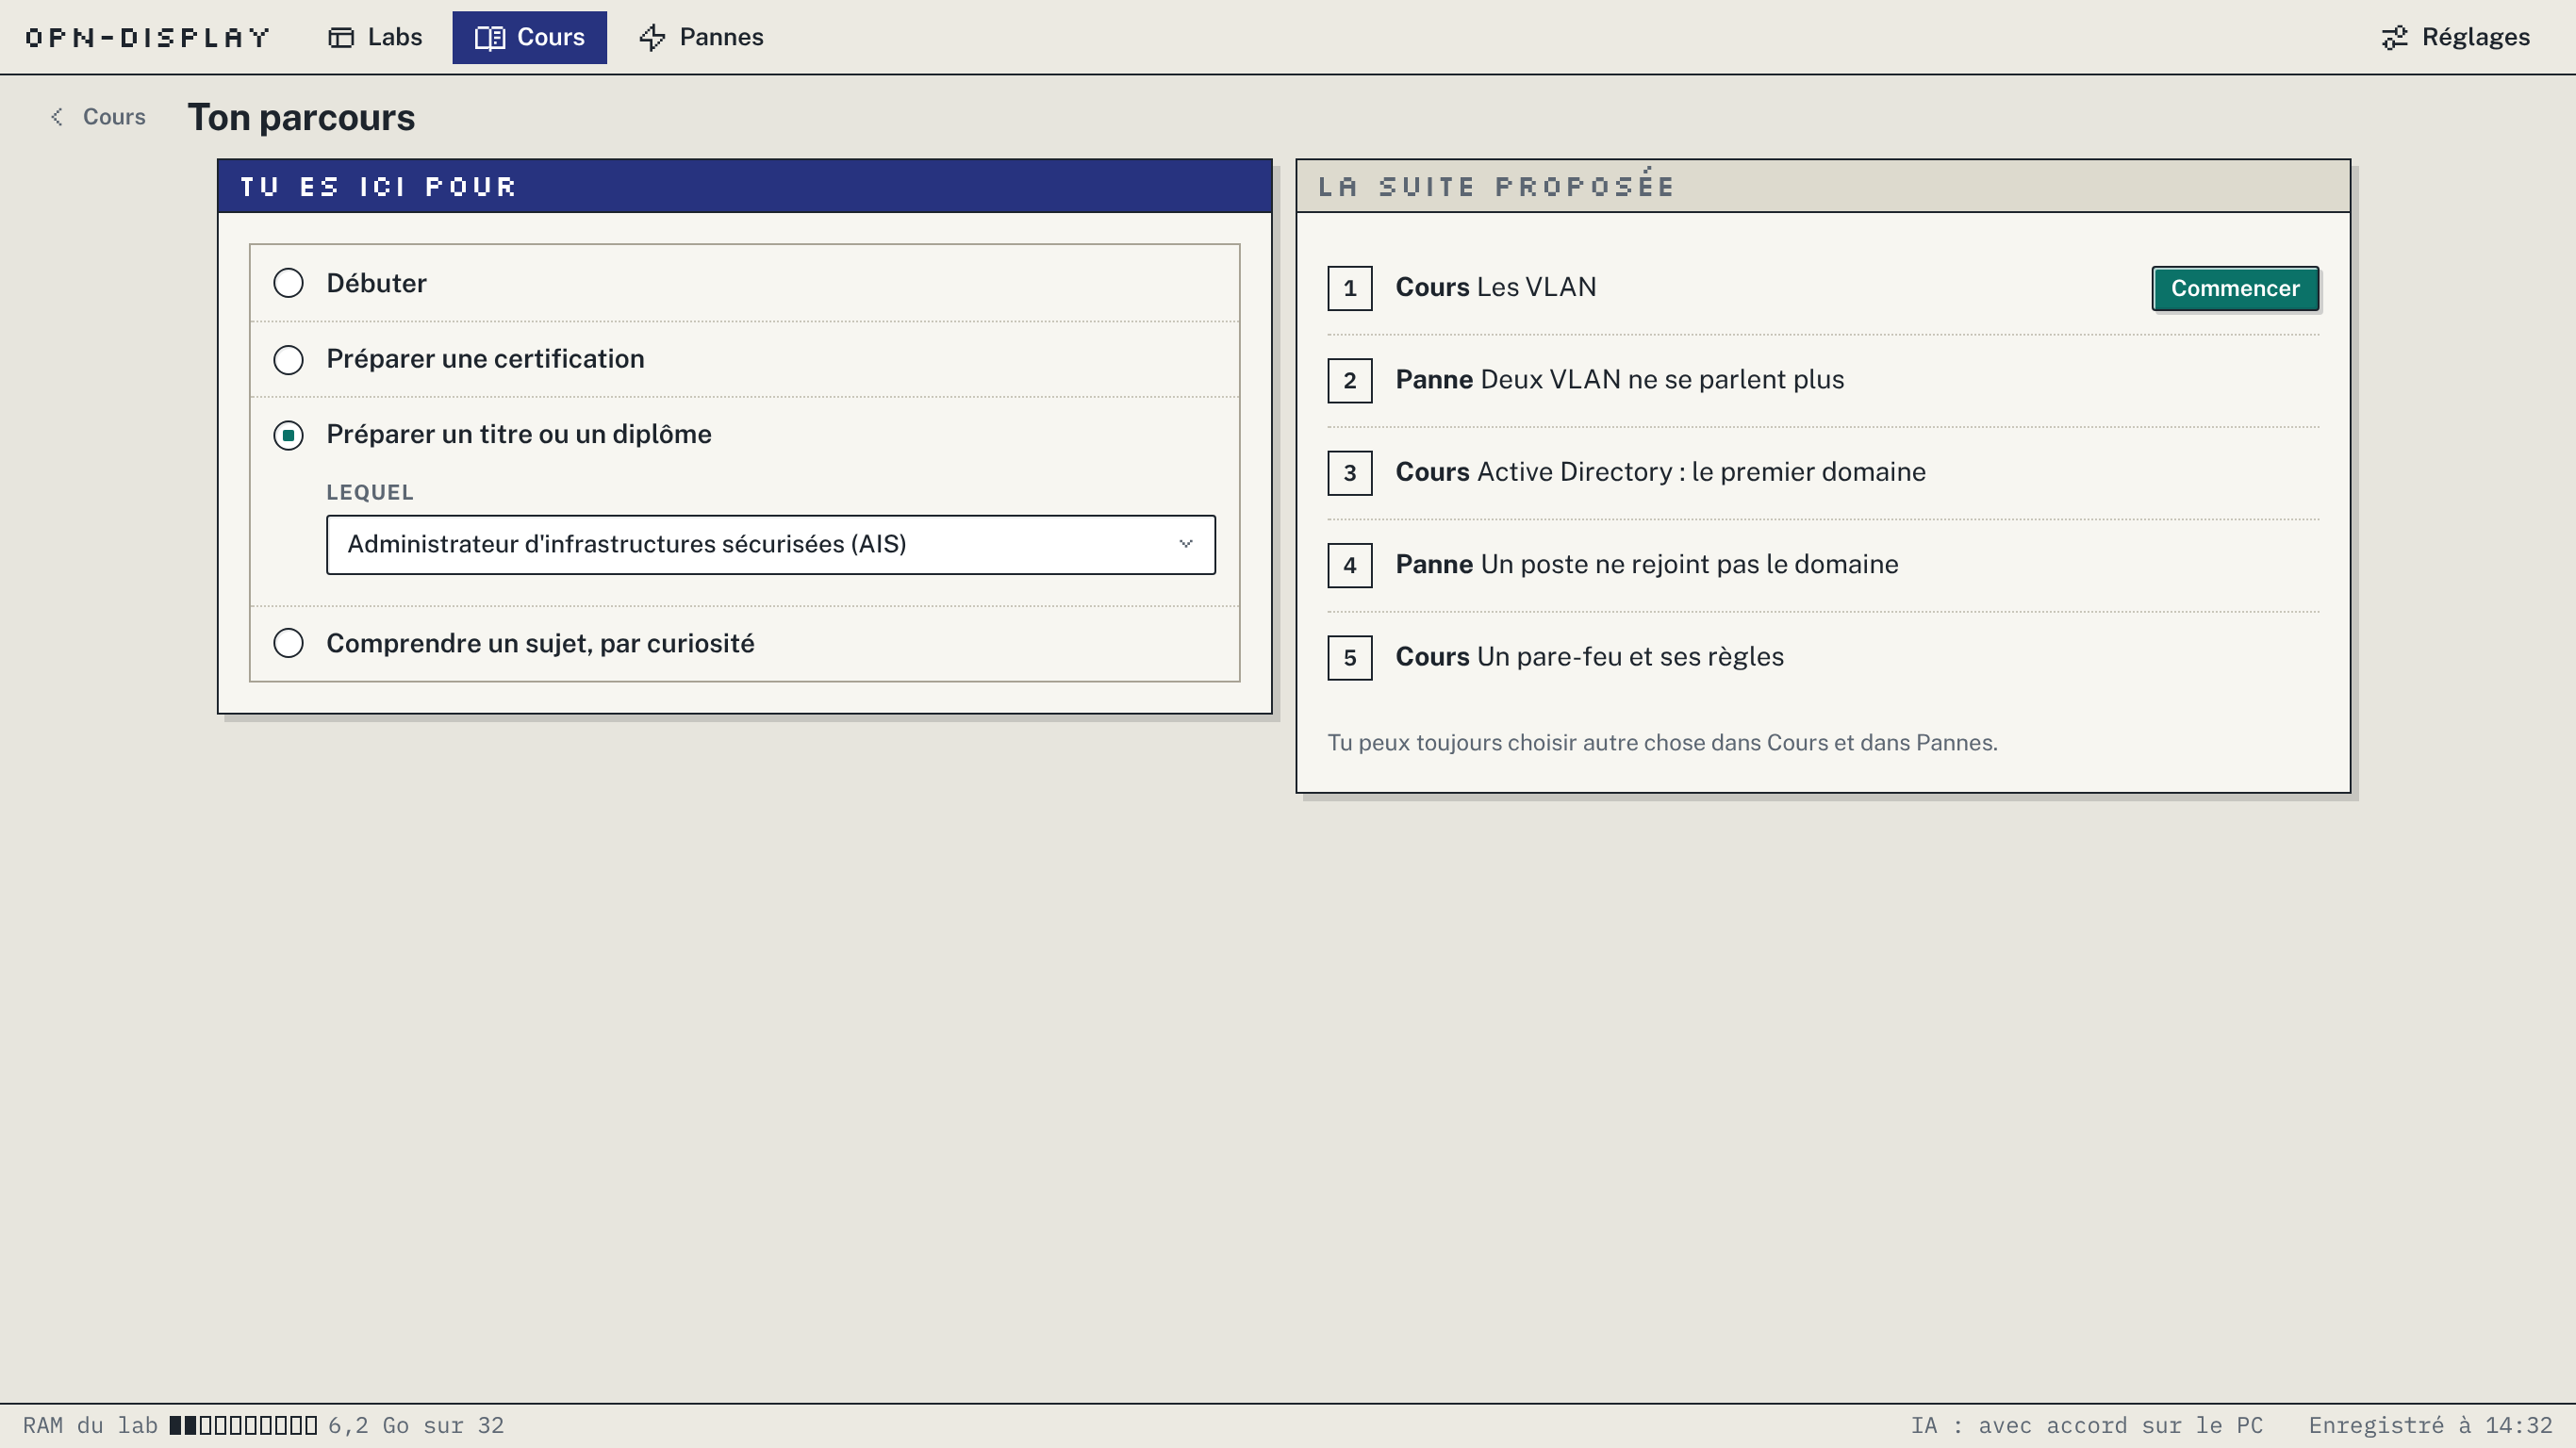 OPN-DISPLAY
Labs
Cours
Pannes
Réglages
Cours
Ton parcours
TU ES ICI POUR
Débuter
Préparer une certification
Préparer un titre ou un diplôme
LEQUEL
Administrateur d'infrastructures sécurisées (AIS)
Comprendre un sujet, par curiosité
LA SUITE PROPOSÉE
1 Cours Les VLAN
Commencer
2 Panne Deux VLAN ne se parlent plus
3 Cours Active Directory : le premier domaine
4 Panne Un poste ne rejoint pas le domaine
5 Cours Un pare-feu et ses règles
Tu peux toujours choisir autre chose dans Cours et dans Pannes.
RAM du lab 6,2 Go sur 32
IA : avec accord sur le PC
Enregistré à 14:32